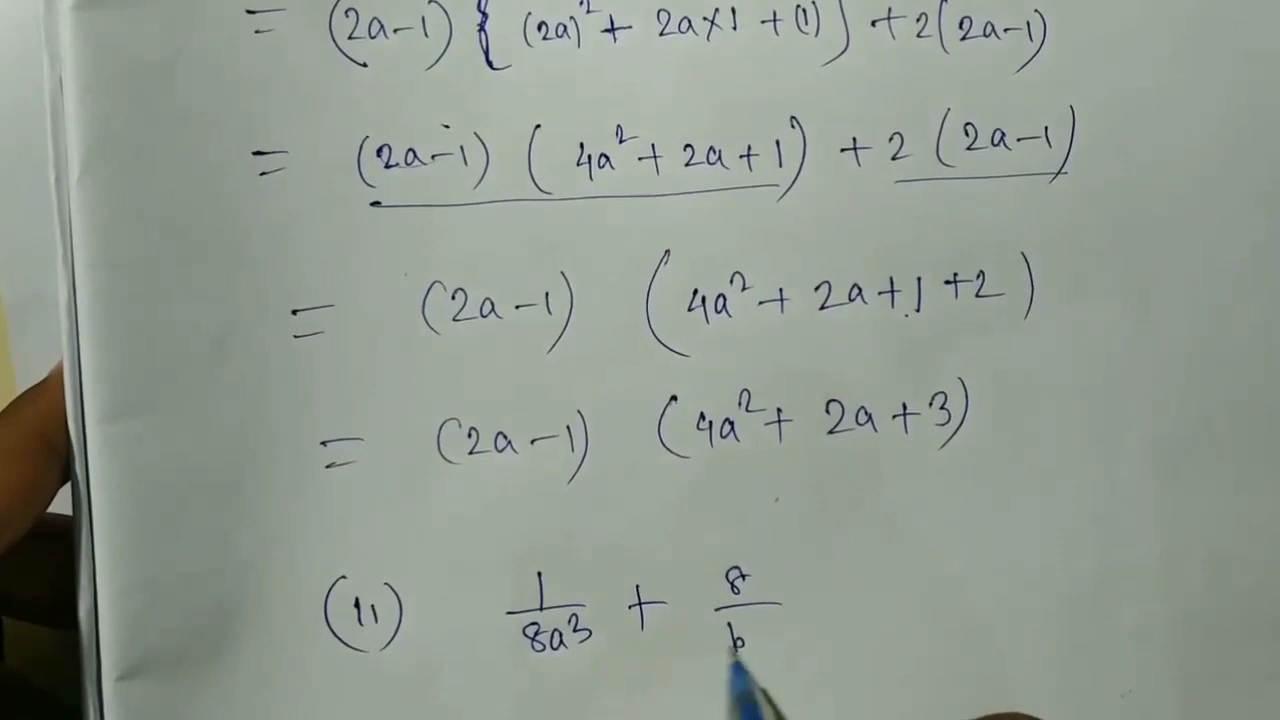 = (2a-1) { (2a)² + 2a×1 + (1) } + 2(2a-1)
= (2a-1) ( 4a² + 2a + 1 ) + 2 (2a-1)
= (2a-1) ( 4a² + 2a + 1 + 2 )
= (2a-1) ( 4a² + 2a + 3 )
(11) 1/8a³ + 8/b